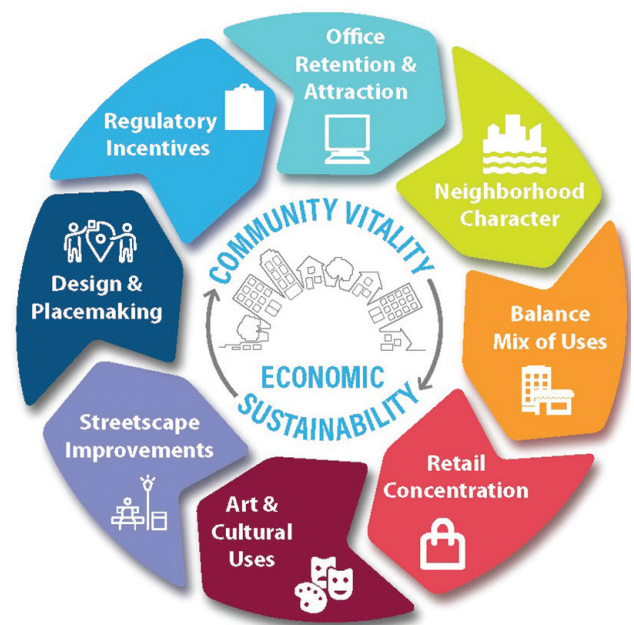 Office
Retention &
Attraction
Neighborhood
Character
Balance
Mix of Uses
Retail
Concentration
Art &
Cultural
Uses
Streetscape
Improvements
Design &
Placemaking
Regulatory
Incentives
COMMUNITY VITALITY
ECONOMIC
SUSTAINABILITY